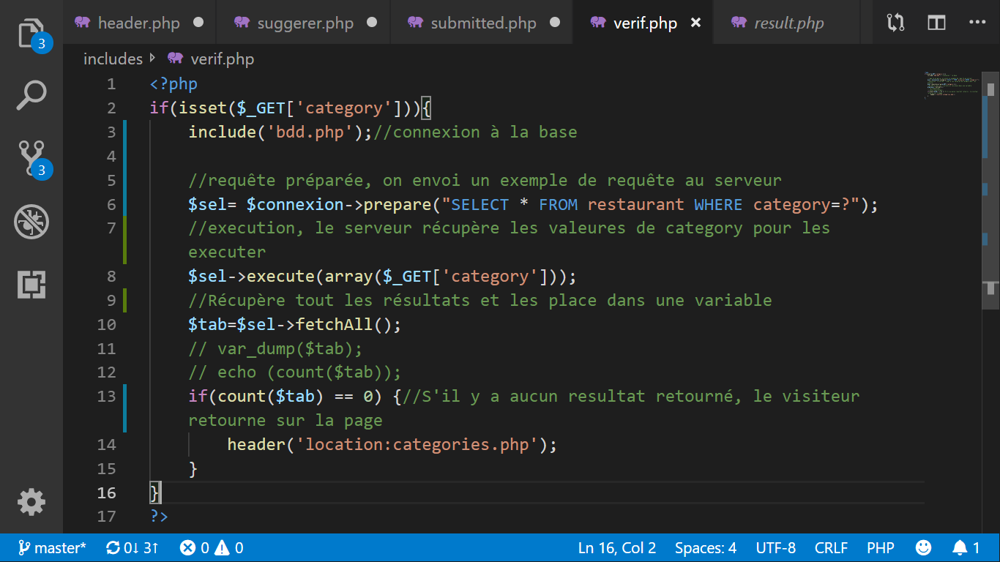 header.php suggerer.php submitted.php verif.php result.php
3
includes verif.php
1 <?php
2 if(isset($_GET['category'])){
3 include('bdd.php');//connexion à la base
4
5 //requête préparée, on envoi un exemple de requête au serveur
6 $sel= $connexion->prepare("SELECT * FROM restaurant WHERE category=?");
7 //execution, le serveur récupère les valeures de category pour les
executer
8 $sel->execute(array($_GET['category']));
9 //Récupère tout les résultats et les place dans une variable
10 $tab=$sel->fetchAll();
11 // var_dump($tab);
12 // echo (count($tab));
13 if(count($tab) == 0) {//S'il y a aucun resultat retourné, le visiteur
retourne sur la page
14 header('location:categories.php');
15 }
16 }
17 ?>
3
master* 0↓ 3↑ 0 0 Ln 16, Col 2 Spaces: 4 UTF-8 CRLF PHP 1